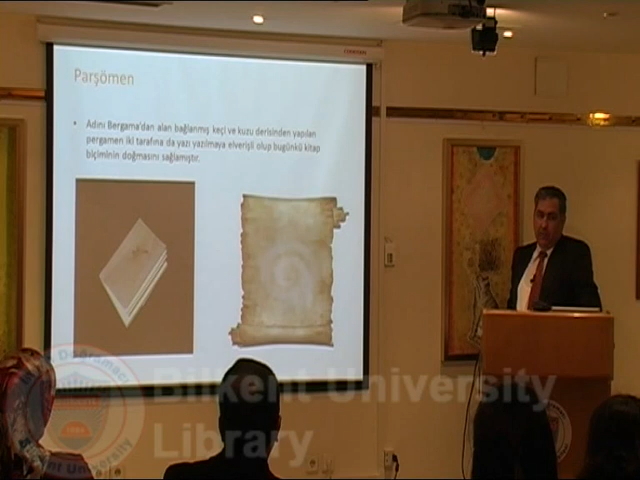 Parşömen
• Adını Bergama'dan alan bağlanmış keçi ve kuzu derisinden yapılan
pergamen iki tarafına da yazı yazılmaya elverişli olup bugünkü kitap
biçiminin doğmasını sağlamıştır.
Bilkent University
Library